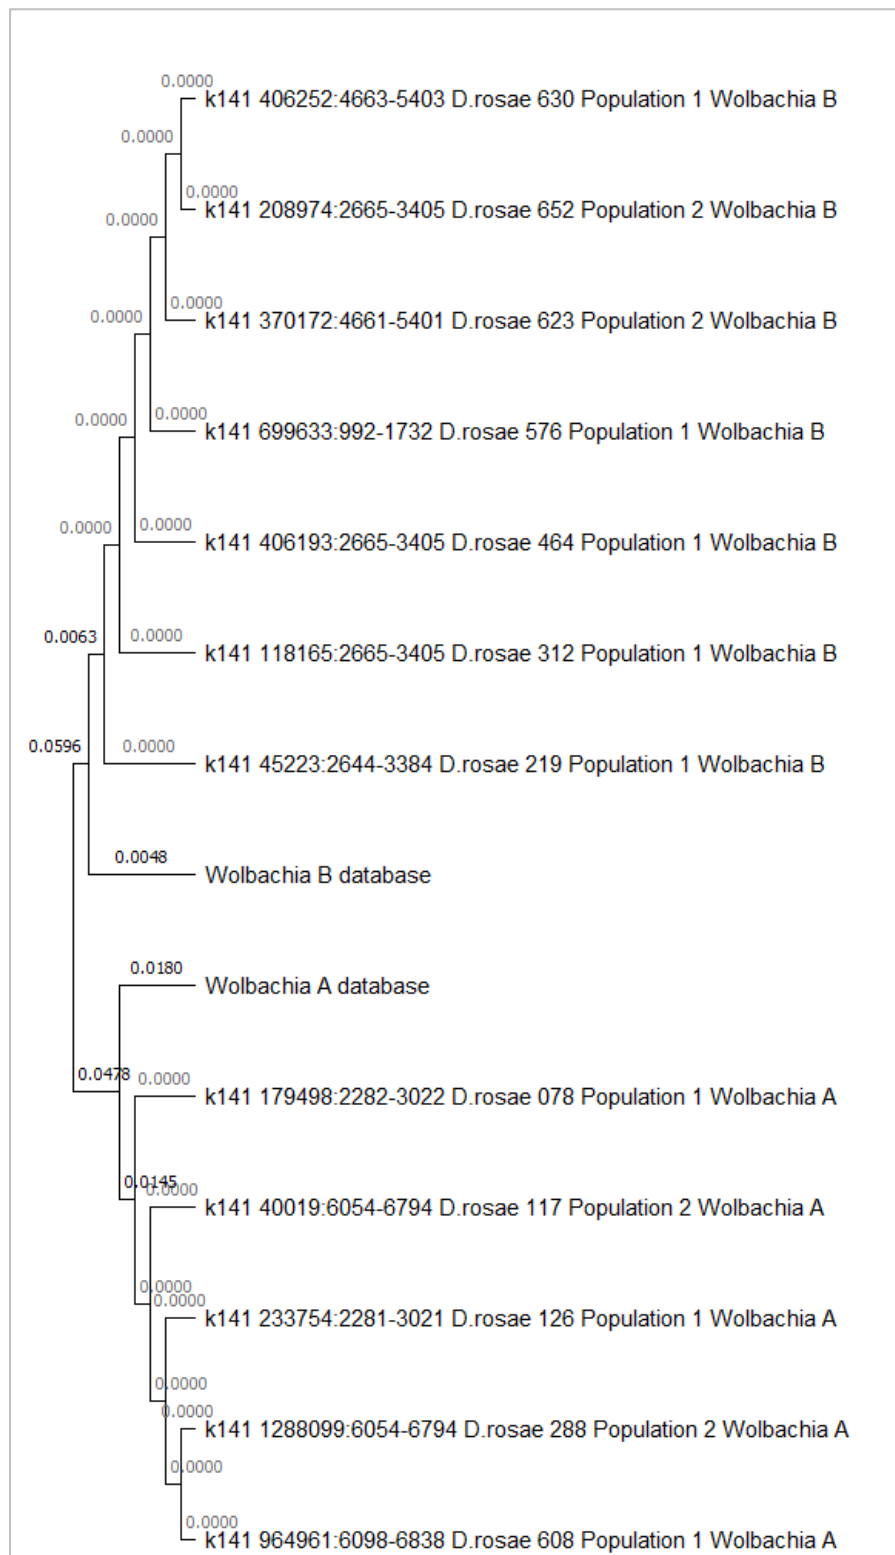 0.0000
k141 406252:4663-5403 D.rosae 630 Population 1 Wolbachia B
0.0000
0.0000
k141 208974:2665-3405 D.rosae 652 Population 2 Wolbachia B
0.0000
0.0000
k141 370172:4661-5401 D.rosae 623 Population 2 Wolbachia B
0.0000
0.0000
k141 699633:992-1732 D.rosae 576 Population 1 Wolbachia B
0.0000
0.0000
k141 406193:2665-3405 D.rosae 464 Population 1 Wolbachia B
0.0000
0.0000
k141 118165:2665-3405 D.rosae 312 Population 1 Wolbachia B
0.0063
0.0000
k141 45223:2644-3384 D.rosae 219 Population 1 Wolbachia B
0.0596
0.0048
Wolbachia B database
0.0180
Wolbachia A database
0.0478
0.0000
k141 179498:2282-3022 D.rosae 078 Population 1 Wolbachia A
0.0145
0.0000
k141 40019:6054-6794 D.rosae 117 Population 2 Wolbachia A
0.0000
0.0000
k141 233754:2281-3021 D.rosae 126 Population 1 Wolbachia A
0.0000
0.0000
k141 1288099:6054-6794 D.rosae 288 Population 2 Wolbachia A
0.0000
0.0000
k141 964961:6098-6838 D.rosae 608 Population 1 Wolbachia A